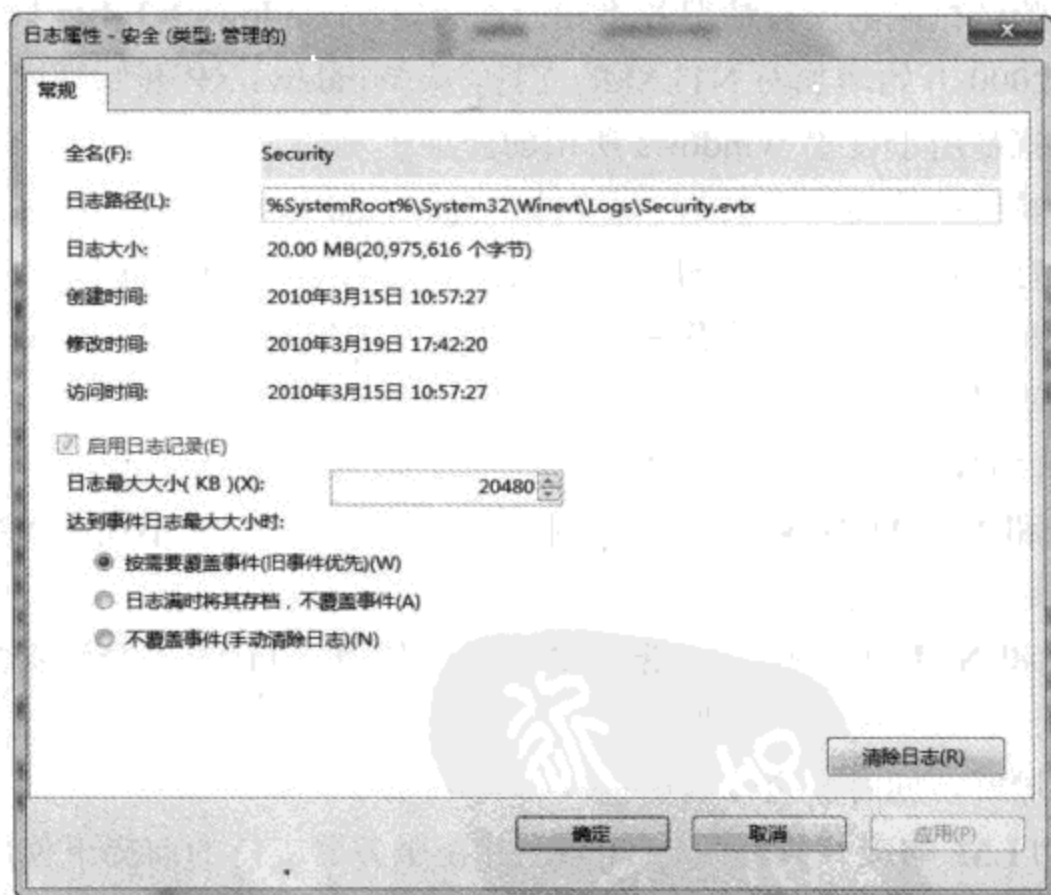 日志属性 - 安全 (类型: 管理的)
常规
全名(F): Security
日志路径(L): %SystemRoot%\System32\Winevt\Logs\Security.evtx
日志大小: 20.00 MB(20,975,616 个字节)
创建时间: 2010年3月15日 10:57:27
修改时间: 2010年3月19日 17:42:20
访问时间: 2010年3月15日 10:57:27
启用日志记录(E)
日志最大大小( KB )(X): 20480
达到事件日志最大大小时:
按需要覆盖事件(旧事件优先)(W)
日志满时将其存档，不覆盖事件(A)
不覆盖事件(手动清除日志)(N)
清除日志(R)
确定 取消 应用(P)